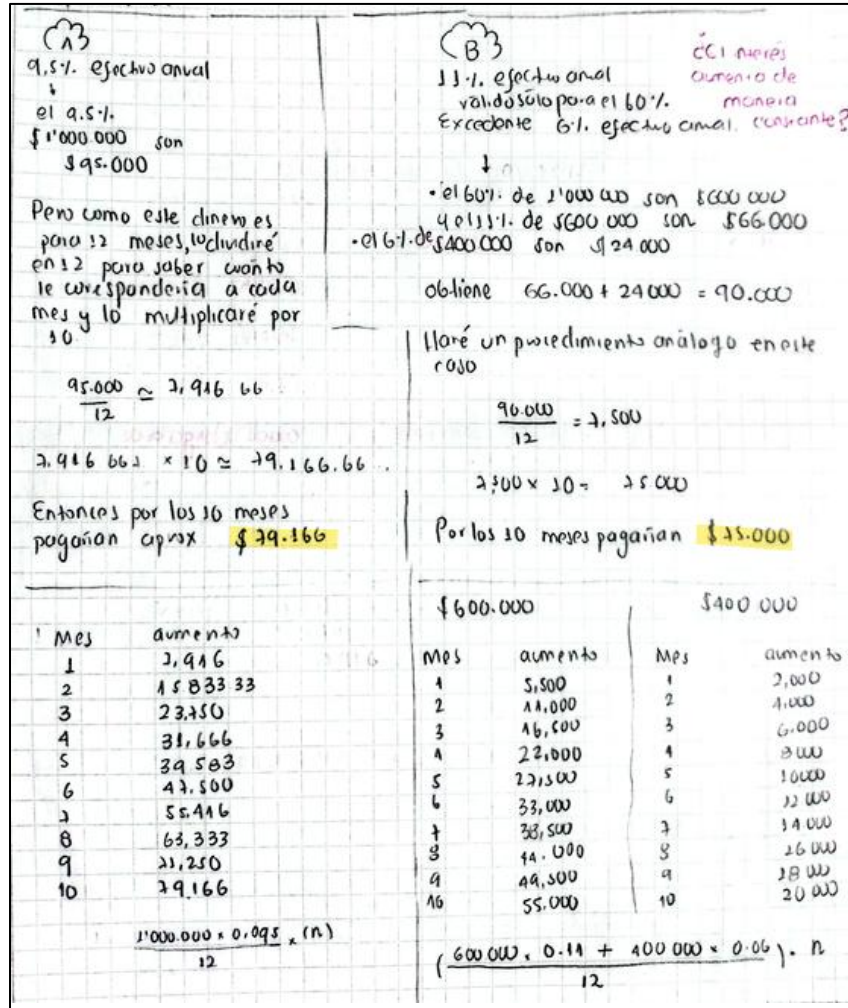 A
9,5%. efectivo anual
el 9.5%.
$ 1'000.000 son
$95.000
Pero como este dinero es
para 12 meses, lo dividiré
en 12 para saber cuánto
le correspondería a cada
mes y lo multiplicaré por
10.
95.000 / 12 ≃ 7,916 66
7.916 667 × 10 ≃ 79.166.66...
Entonces por los 10 meses
pagarían aprox $ 79.166
Mes aumento
1 7,916
2 15 833 33
3 23,750
4 31,666
5 39 583
6 47,500
7 55.416
8 63,333
9 71,250
10 79.166
1'000.000 × 0.095 / 12 × (n)
B
11%. efectivo anual
válido sólo para el 60%.
Excedente 6%. efectivo anual.
¿El interés
aumenta de
manera
constante?
• el 60%. de 1'000 000 son $600 000
y el 11%. de $600 000 son $66.000
• el 6%. de $400 000 son $ 24 000
obtiene 66.000 + 24 000 = 90.000
Haré un procedimiento análogo en este
caso
90.000 / 12 = 7,500
7,500 × 10 = 75 000
Por los 10 meses pagarían $ 75.000
$600.000
Mes aumento
1 5,500
2 11,000
3 16,500
4 22,000
5 27,500
6 33,000
7 38,500
8 44.000
9 49,500
10 55.000
$400 000
Mes aumento
1 2,000
2 4,000
3 6.000
4 8 000
5 10000
6 12 000
7 14 000
8 16 000
9 18 000
10 20 000
(600 000 × 0.11 + 400 000 × 0.06 / 12) · n